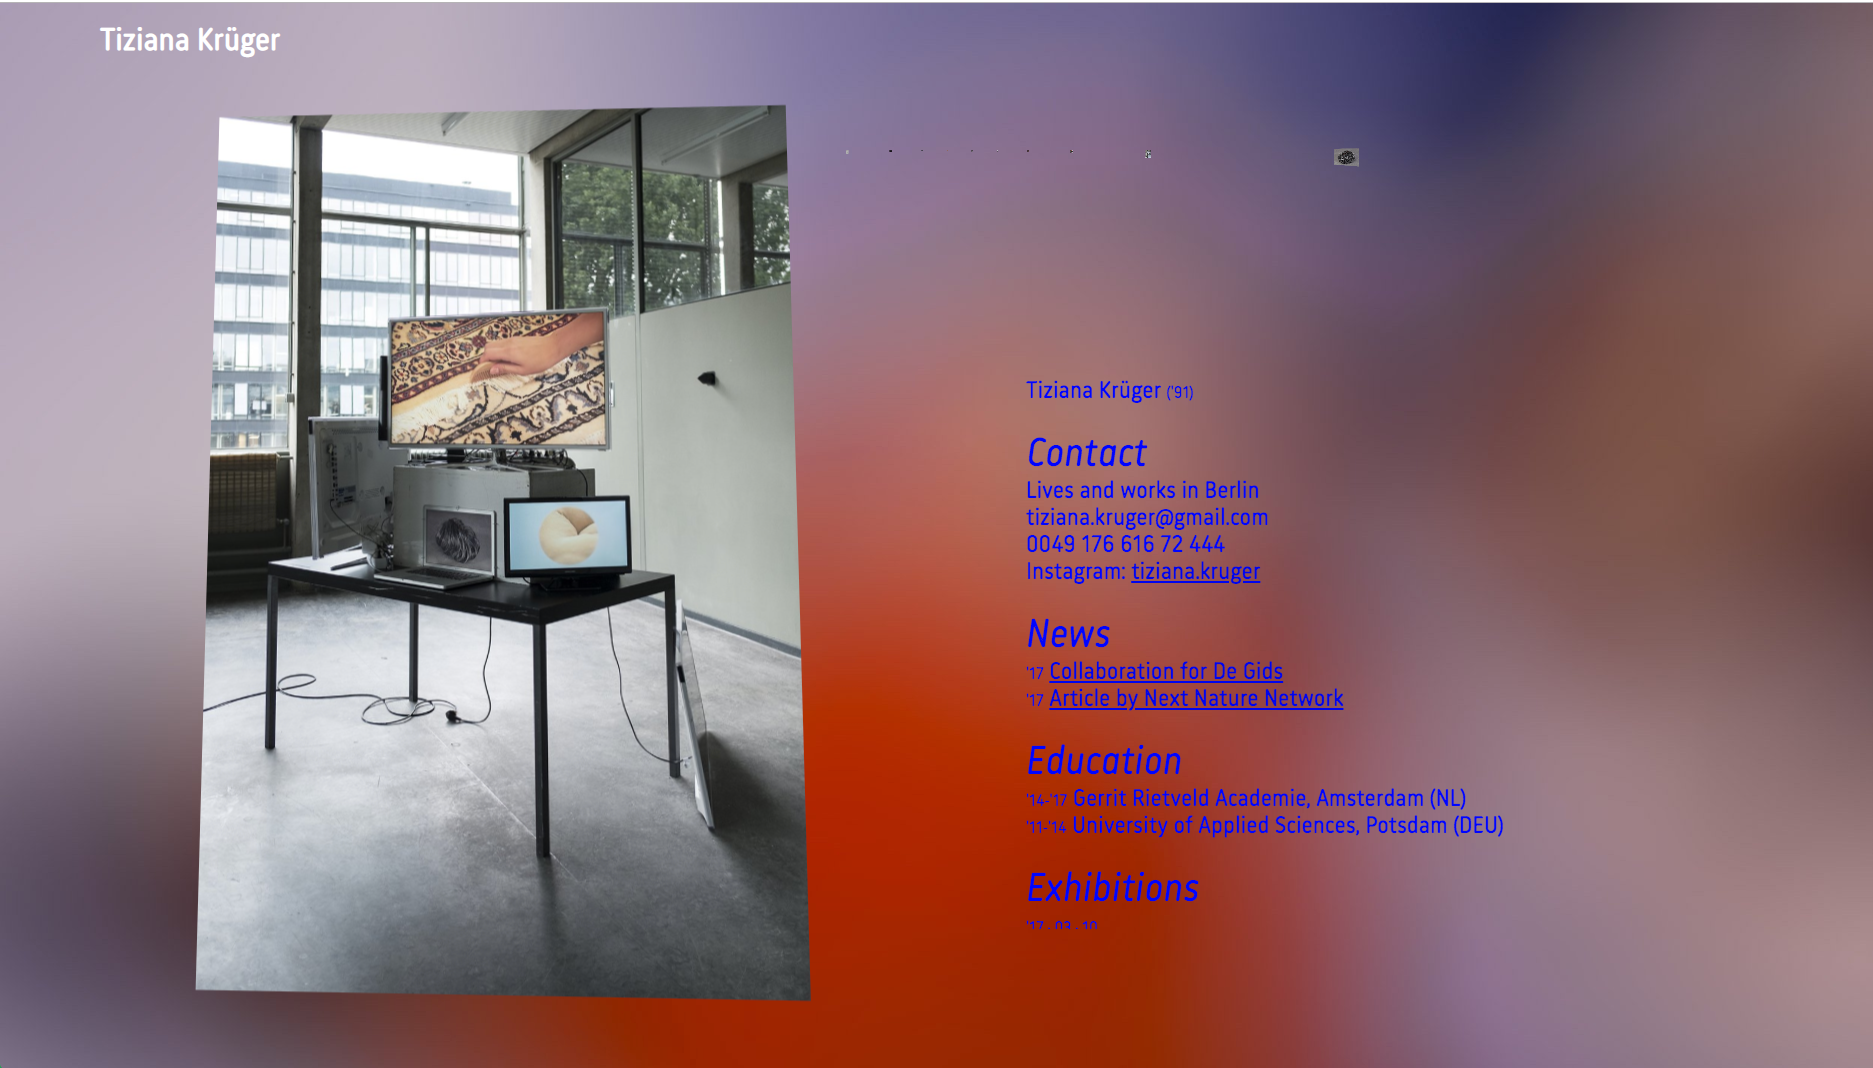 Tiziana Krüger
Tiziana Krüger ('91)
Contact
Lives and works in Berlin
tiziana.kruger@gmail.com
0049 176 616 72 444
Instagram: tiziana.kruger
News
'17 Collaboration for De Gids
'17 Article by Next Nature Network
Education
'14-'17 Gerrit Rietveld Academie, Amsterdam (NL)
'11-'14 University of Applied Sciences, Potsdam (DEU)
Exhibitions